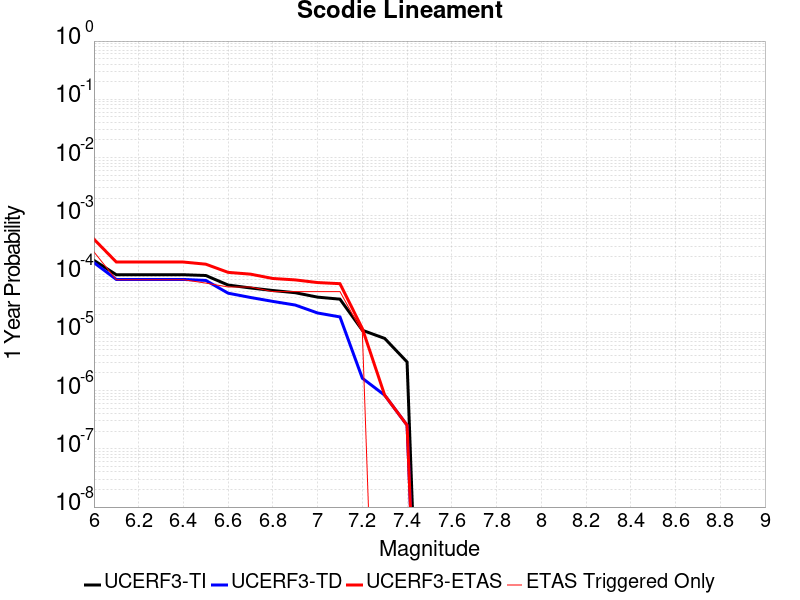 Scodie Lineament
10^0
10^-1
10^-2
10^-3
10^-4
10^-5
10^-6
10^-7
10^-8
1 Year Probability
6 6.2 6.4 6.6 6.8 7 7.2 7.4 7.6 7.8 8 8.2 8.4 8.6 8.8 9
Magnitude
UCERF3-TI UCERF3-TD UCERF3-ETAS ETAS Triggered Only